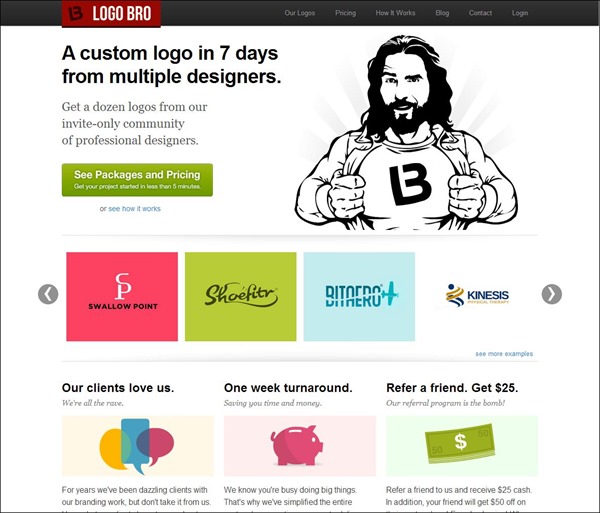 LB LOGO BRO
Our Logos Pricing How It Works Blog Contact Login
A custom logo in 7 days
from multiple designers.
Get a dozen logos from our
invite-only community
of professional designers.
See Packages and Pricing
Get your project started in less than 5 minutes.
or see how it works
LB
SP
SWALLOW POINT
Shoefitr
BITAERO
KINESIS
PHYSICAL THERAPY
see more examples
Our clients love us.
We're all the rave.
For years we've been dazzling clients with
our branding work, but don't take it from us.
One week turnaround.
Saving you time and money.
We know you're busy doing big things.
That's why we've simplified the entire
Refer a friend. Get $25.
Our referral program is the bomb!
50 $ 50
Refer a friend to us and receive $25 cash.
In addition, your friend will get $50 off on